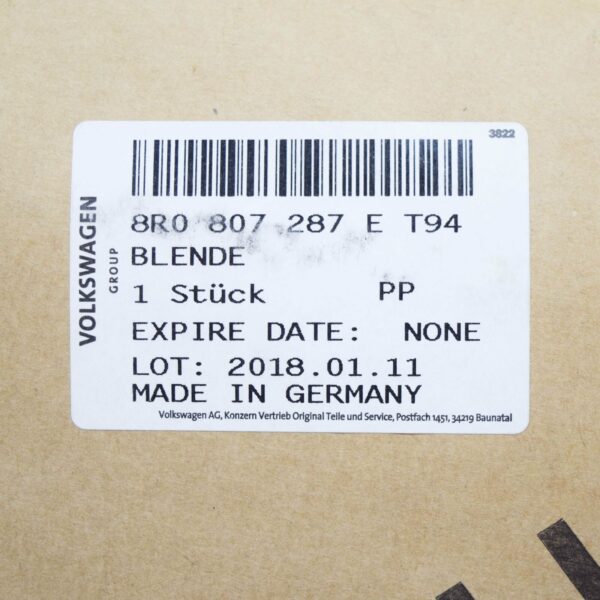 3822
VOLKSWAGEN
GROUP
8R0 807 287 E T94
BLENDE
1 Stück PP
EXPIRE DATE: NONE
LOT: 2018.01.11
MADE IN GERMANY
Volkswagen AG, Konzern Vertrieb Original Teile und Service, Postfach 1451, 34219 Baunatal